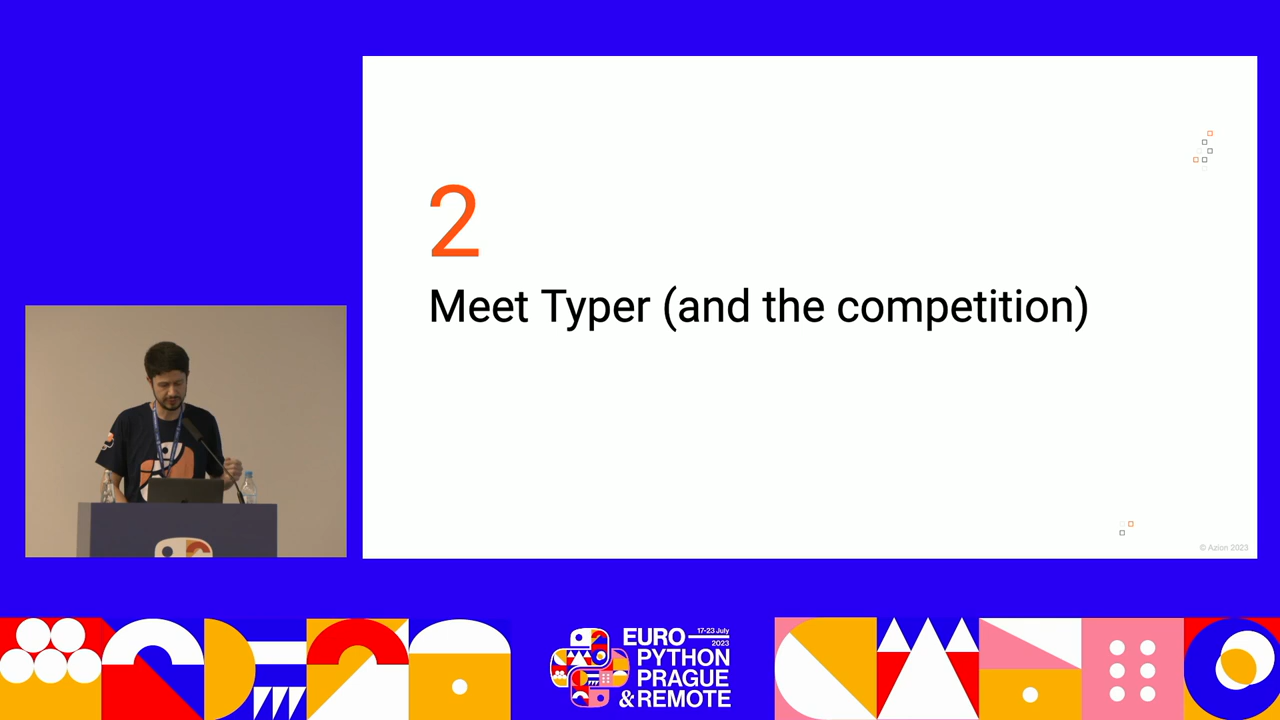 2
Meet Typer (and the competition)
© Azion 2023
17-23 July
2023
EURO
PYTHON
PRAGUE
& REMOTE